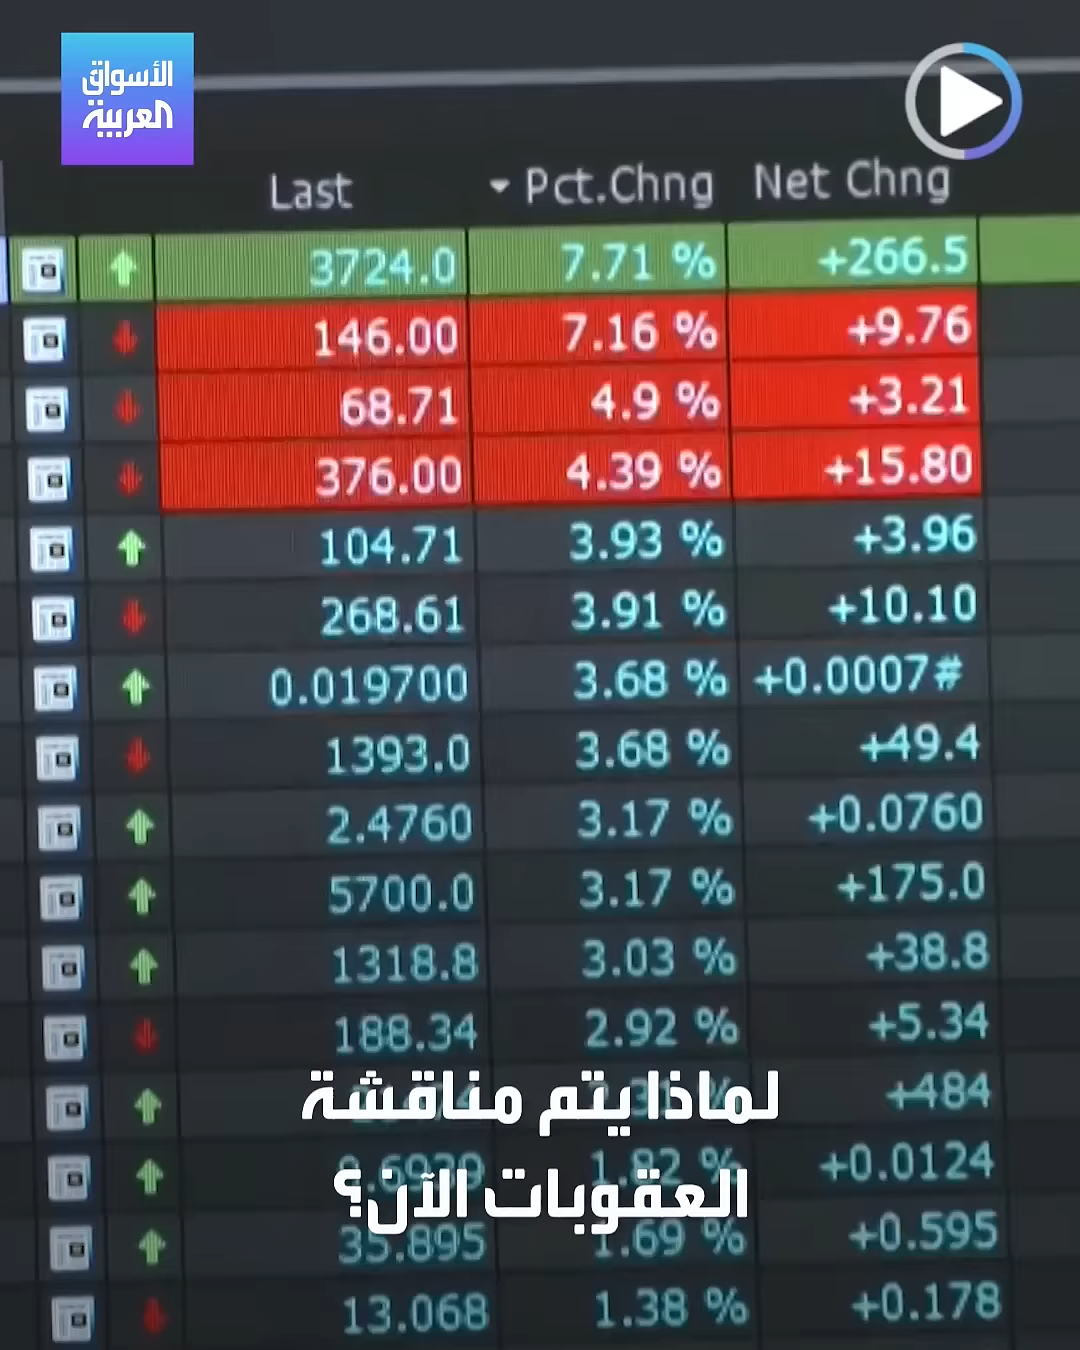 الأسواق
العربية
Last Pct.Chng Net Chng
3724.0 7.71 % +266.5
146.00 7.16 % +9.76
68.71 4.9 % +3.21
376.00 4.39 % +15.80
104.71 3.93 % +3.96
268.61 3.91 % +10.10
0.019700 3.68 % +0.0007#
1393.0 3.68 % +49.4
2.4760 3.17 % +0.0760
5700.0 3.17 % +175.0
1318.8 3.03 % +38.8
188.34 2.92 % +5.34
+484
لماذا يتم مناقشة
1.82 % +0.0124
العقوبات الآن؟
35.895 1.69 % +0.595
13.068 1.38 % +0.178